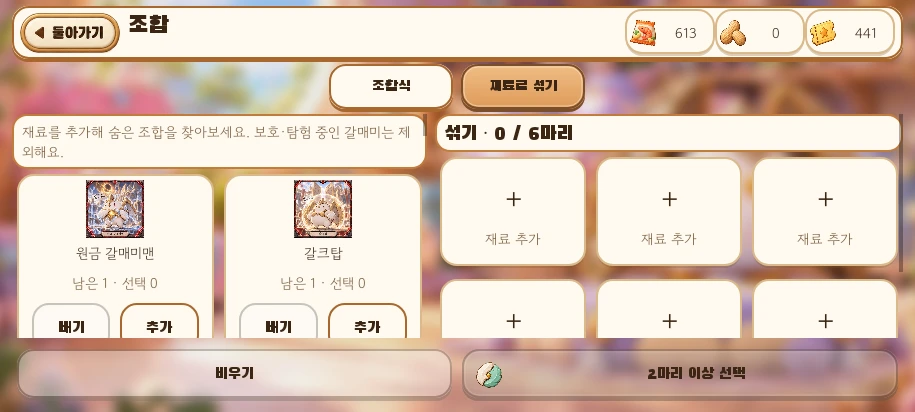 돌아가기
조합
613
0
441
조합식
재료로 섞기
재료를 추가해 숨은 조합을 찾아보세요. 보호·탐험 중인 갈매미는 제
외해요.
섞기 · 0 / 6마리
원금 갈매미맨
남은 1 · 선택 0
빼기
추가
갈크탑
남은 1 · 선택 0
빼기
추가
+
재료 추가
+
재료 추가
+
재료 추가
+
+
+
비우기
2마리 이상 선택